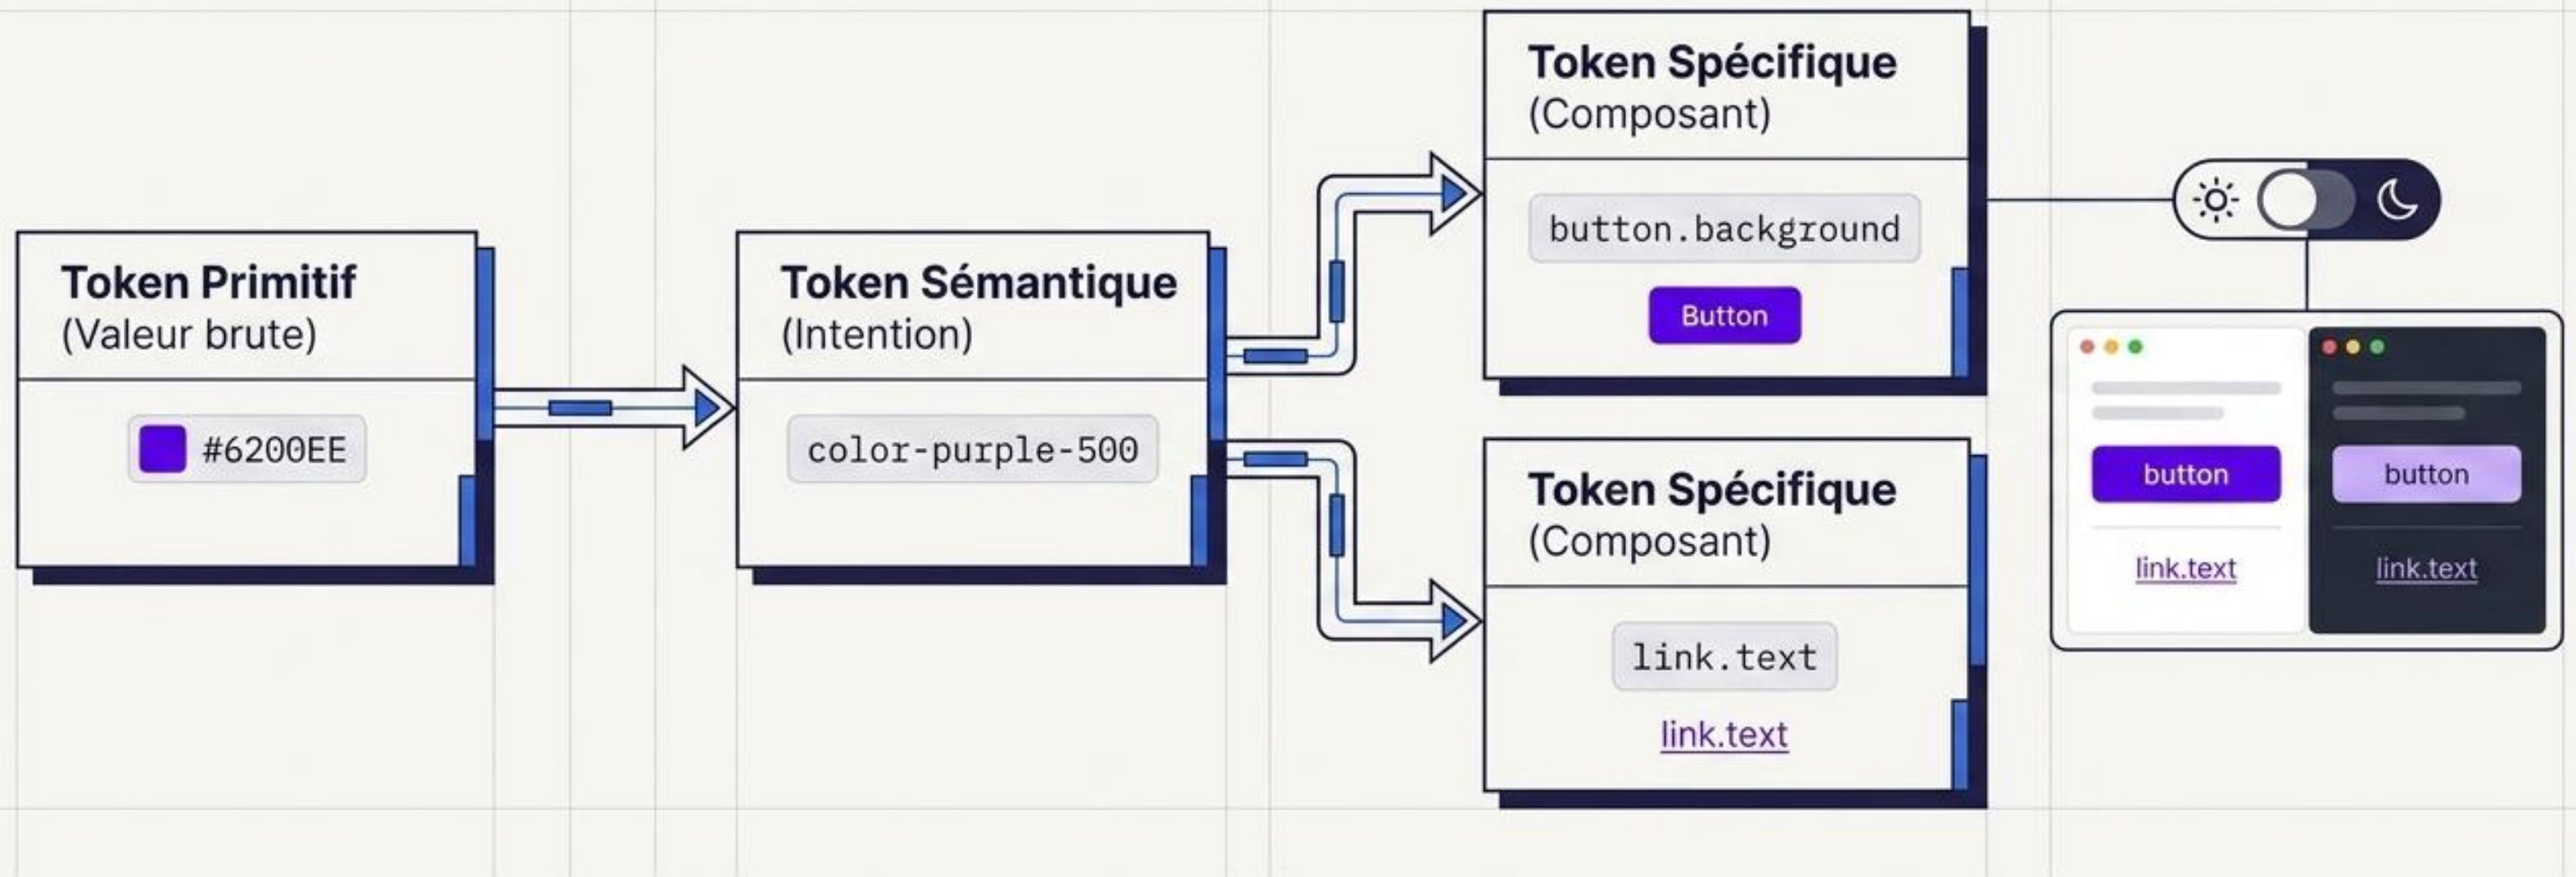 Token Primitif
(Valeur brute)
#6200EE
Token Sémantique
(Intention)
color-purple-500
Token Spécifique
(Composant)
button.background
Button
Token Spécifique
(Composant)
link.text
link.text
button
link.text
button
link.text